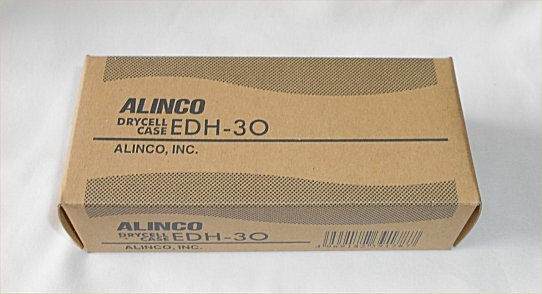 ALINCO
DRYCELL
CASE EDH-30
ALINCO, INC.
ALINCO
DRYCELL
CASE EDH-30
ALINCO, INC.